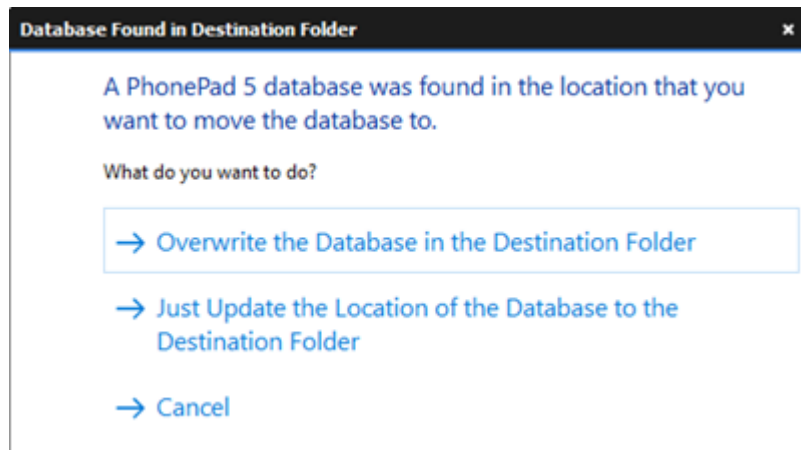 Database Found in Destination Folder
A PhonePad 5 database was found in the location that you
want to move the database to.
What do you want to do?
Overwrite the Database in the Destination Folder
Just Update the Location of the Database to the
Destination Folder
Cancel